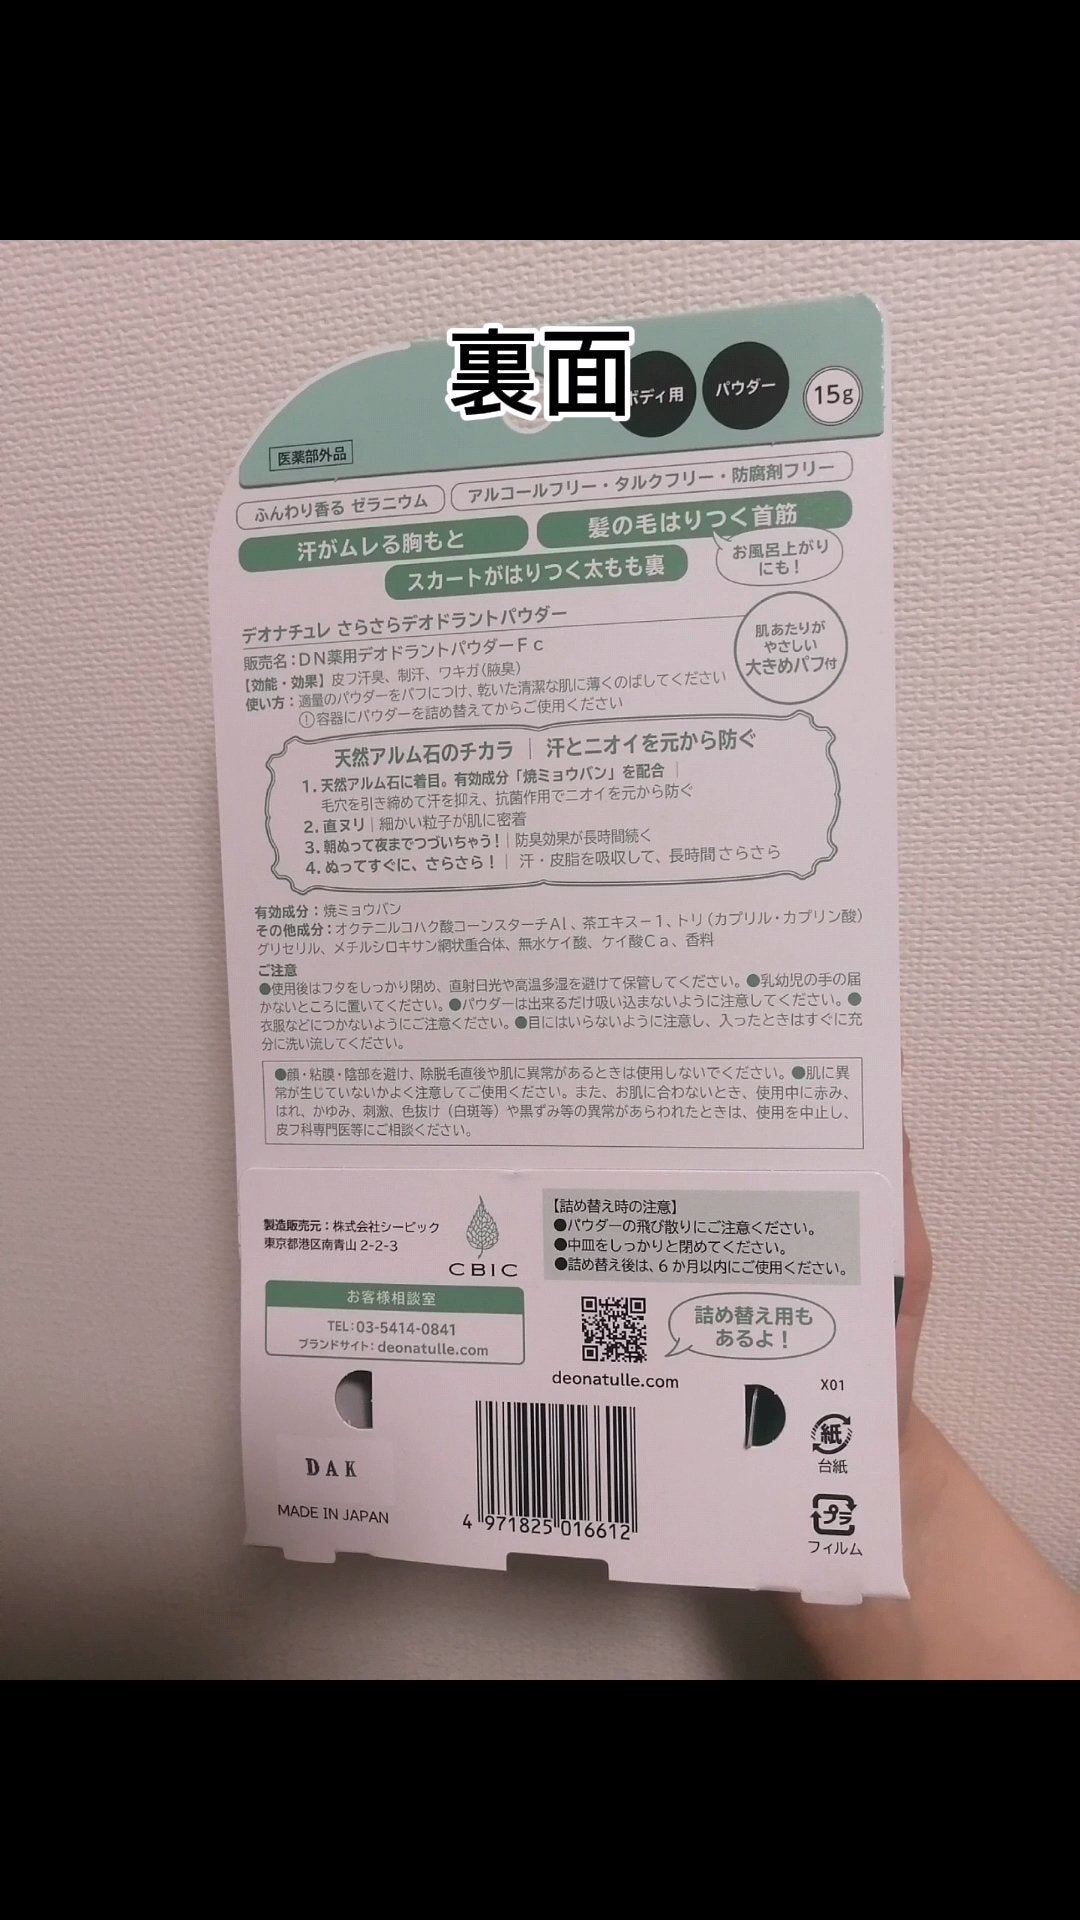 裏面
ボディ用
パウダー
15g
医薬部外品
ふんわり香る ゼラニウム
アルコールフリー・タルクフリー・防腐剤フリー
汗がムレる胸もと
髪の毛はりつく首筋
スカートがはりつく太もも裏
お風呂上がり
にも！
デオナチュレ さらさらデオドラントパウダー
販売名：DN薬用デオドラントパウダーFc
【効能・効果】皮フ汗臭、制汗、ワキガ（腋臭）
使い方：適量のパウダーをパフにつけ、乾いた清潔な肌に薄くのばしてください
！容器にパウダーを詰め替えてからご使用ください
肌あたりが
やさしい
大きめパフ付
天然アルム石のチカラ｜汗とニオイを元から防ぐ
1. 天然アルム石に着目。有効成分「焼ミョウバン」を配合｜
毛穴を引き締めて汗を抑え、抗菌作用でニオイを元から防ぐ
2. 直ヌリ｜細かい粒子が肌に密着
3. 朝ぬって夜までつづいちゃう！｜防臭効果が長時間続く
4. ぬってすぐに、さらさら！｜汗・皮脂を吸収して、長時間さらさら
有効成分：焼ミョウバン
その他成分：オクテニルコハク酸コーンスターチAl、茶エキス－1、トリ（カプリル・カプリン酸）
グリセリル、メチルシロキサン網状重合体、無水ケイ酸、ケイ酸Ca、香料
ご注意
●使用後はフタをしっかり閉め、直射日光や高温多湿を避けて保管してください。●乳幼児の手の届
かないところに置いてください。●パウダーは出来るだけ吸い込まないように注意してください。●
衣服などにつかないようにご注意ください。●目にはいらないように注意し、入ったときはすぐに充
分に洗い流してください。
●顔・粘膜・陰部を避け、除脱毛直後や肌に異常があるときは使用しないでください。●肌に異
常が生じていないかよく注意してご使用ください。また、お肌に合わないとき、使用中に赤み、
はれ、かゆみ、刺激、色抜け（白斑等）や黒ずみ等の異常があらわれたときは、使用を中止し、
皮フ科専門医等にご相談ください。
製造販売元：株式会社シービック
東京都港区南青山 2-2-3
CBIC
【詰め替え時の注意】
●パウダーの飛び散りにご注意ください。
●中皿をしっかりと閉めてください。
●詰め替え後は、6か月以内にご使用ください。
お客様相談室
TEL：03-5414-0841
ブランドサイト：deonatulle.com
詰め替え用も
あるよ！
deonatulle.com
X01
紙
台紙
DAK
MADE IN JAPAN
4 971825 016612
プラ
フィルム